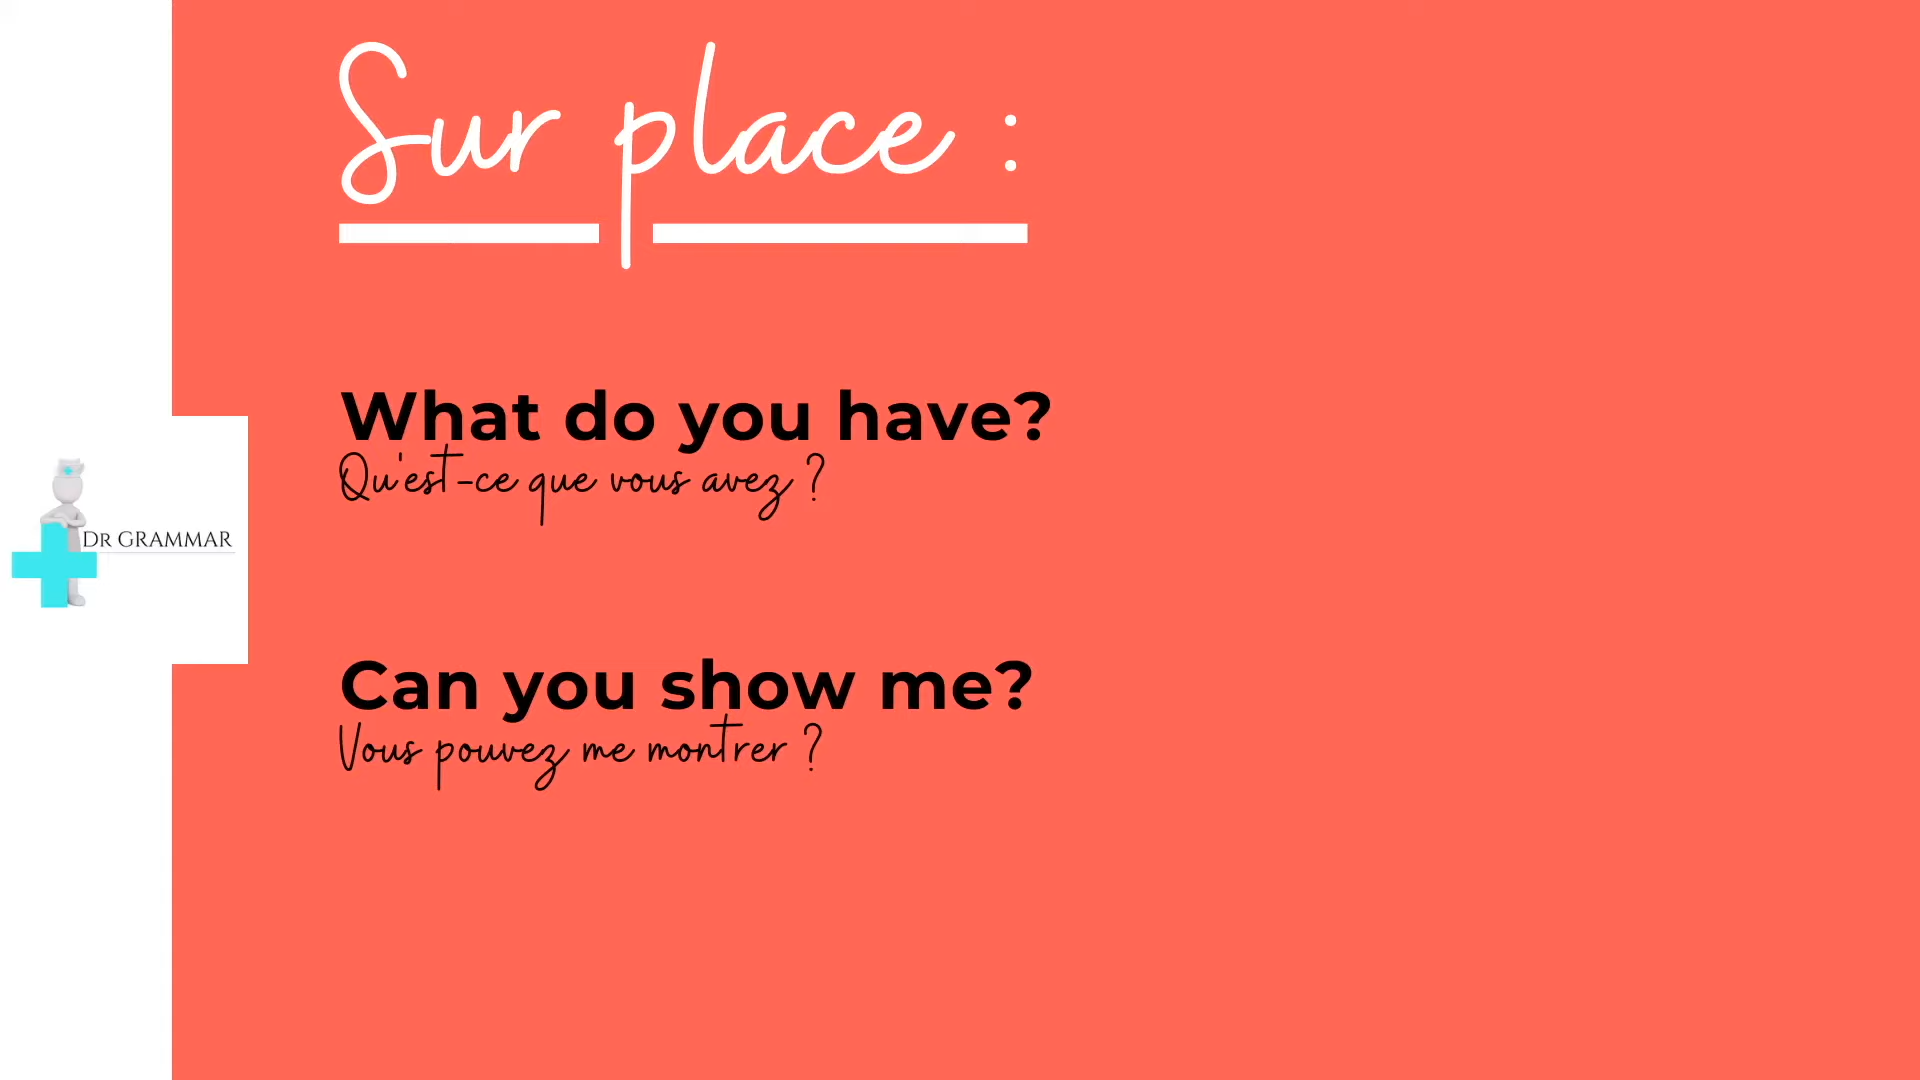 Sur place :
What do you have?
Qu'est-ce que vous avez ?
DR GRAMMAR
Can you show me?
Vous pouvez me montrer ?